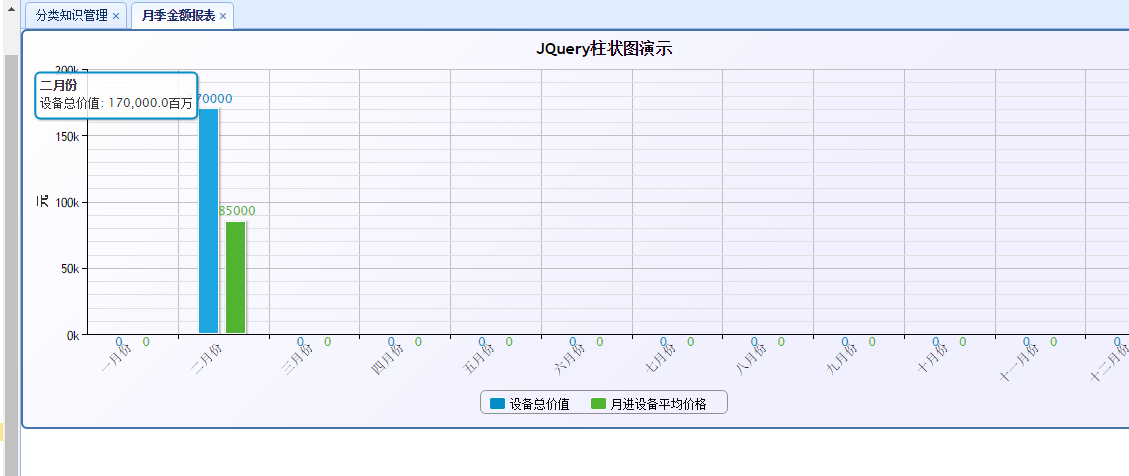 分类知识管理 × 月季金额报表 ×
JQuery柱状图演示
200k
二月份
设备总价值: 170,000.0百万
70000
150k
元
100k
85000
50k
0k
0 0 0 0 0 0 0 0 0 0 0 0 0 0 0 0 0 0 0 0 0
一月份 二月份 三月份 四月份 五月份 六月份 七月份 八月份 九月份 十月份 十一月份 十二月份
设备总价值 月进设备平均价格